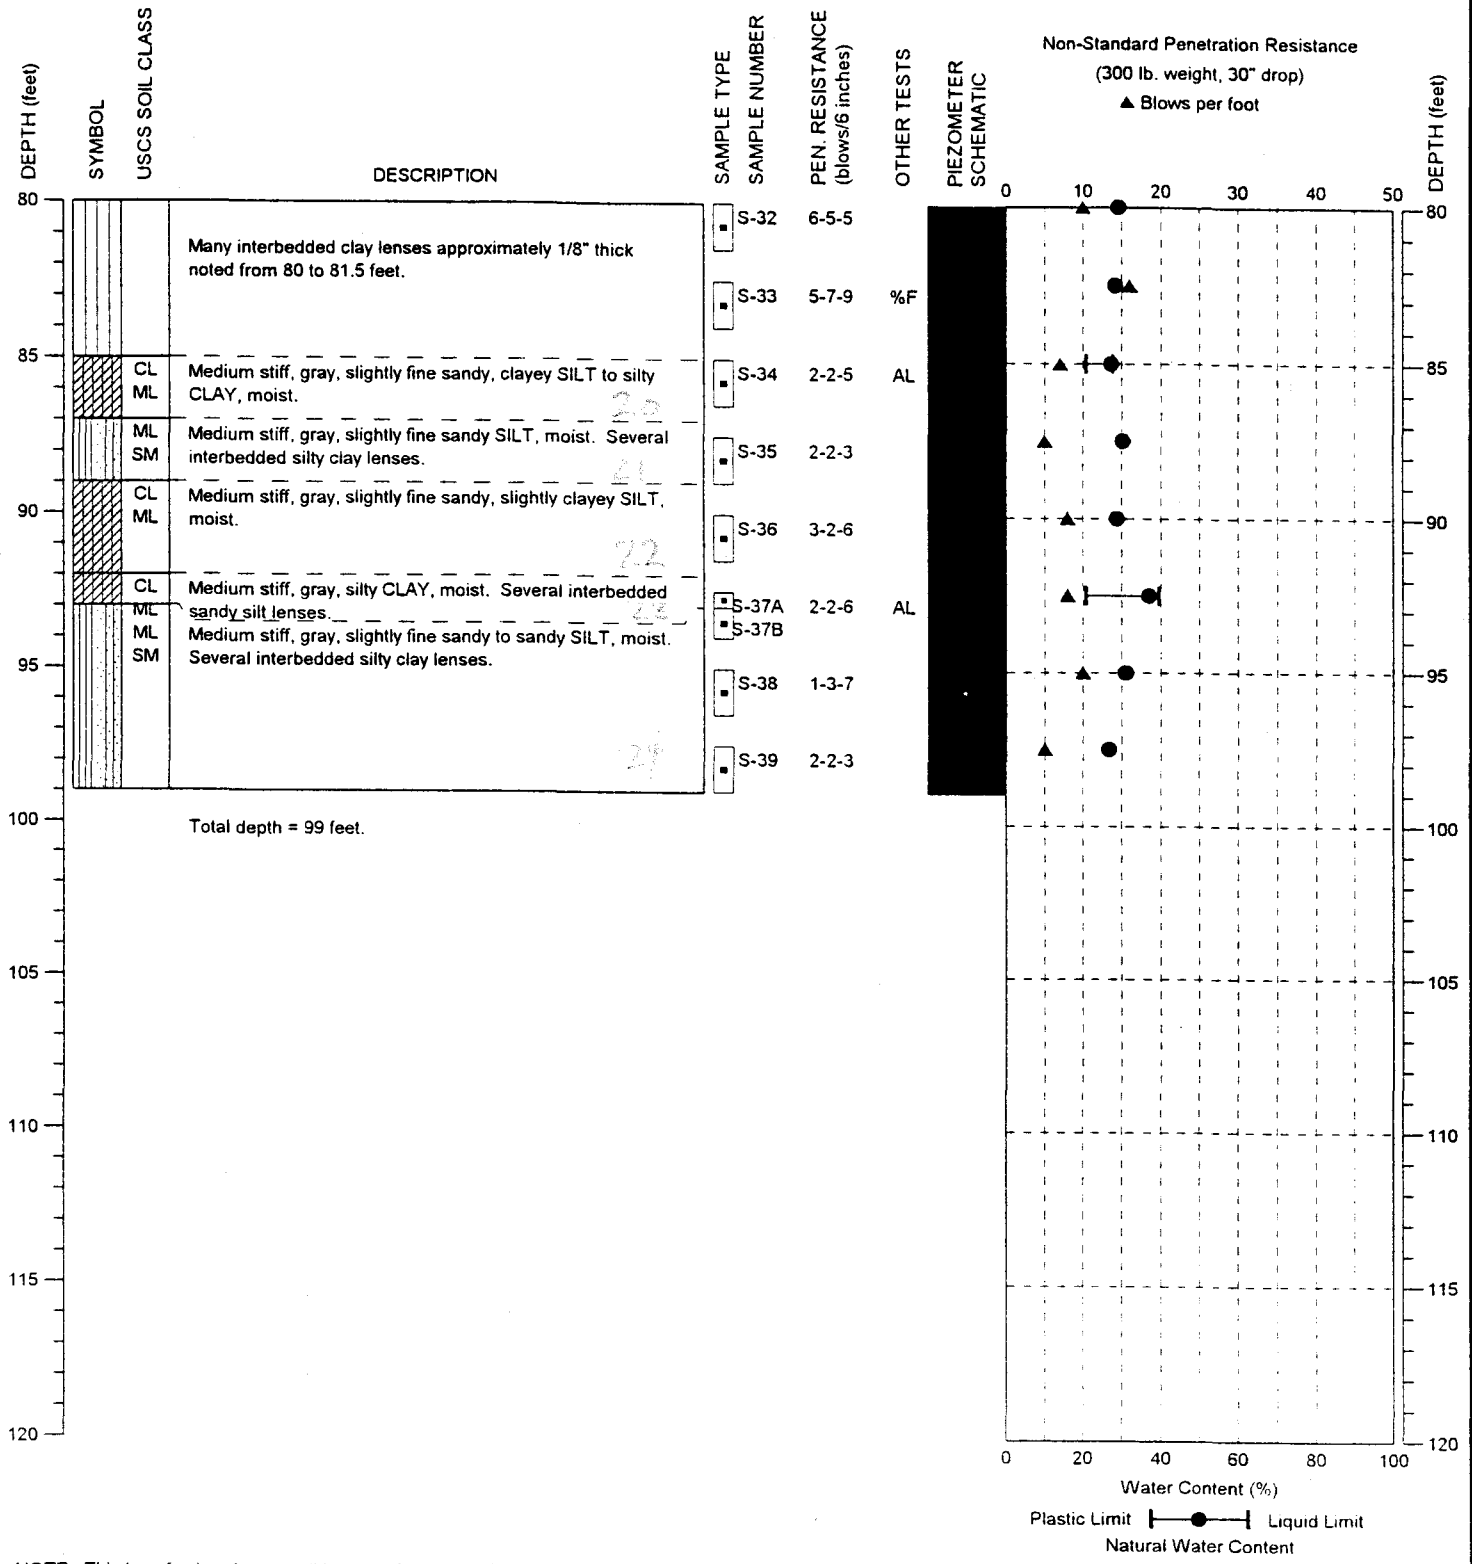 DEPTH (feet)
SYMBOL
USCS SOIL CLASS
DESCRIPTION
SAMPLE TYPE
SAMPLE NUMBER
PEN. RESISTANCE
(blows/6 inches)
OTHER TESTS
PIEZOMETER
SCHEMATIC
Non-Standard Penetration Resistance
(300 lb. weight, 30" drop)
▲ Blows per foot
DEPTH (feet)
0 10 20 30 40 50
80
Many interbedded clay lenses approximately 1/8" thick
noted from 80 to 81.5 feet.
S-32 6-5-5
80
S-33 5-7-9 %F
85
CL
ML
Medium stiff, gray, slightly fine sandy, clayey SILT to silty
CLAY, moist.
20
S-34 2-2-5 AL
85
ML
SM
Medium stiff, gray, slightly fine sandy SILT, moist. Several
interbedded silty clay lenses.
21
S-35 2-2-3
90
CL
ML
Medium stiff, gray, slightly fine sandy, slightly clayey SILT,
moist.
22
S-36 3-2-6
90
CL
ML
Medium stiff, gray, silty CLAY, moist. Several interbedded
sandy silt lenses.
23
S-37A 2-2-6 AL
S-37B
ML
SM
Medium stiff, gray, slightly fine sandy to sandy SILT, moist.
Several interbedded silty clay lenses.
95
S-38 1-3-7
95
24
S-39 2-2-3
100
Total depth = 99 feet.
100
105
105
110
110
115
115
120
120
0 20 40 60 80 100
Water Content (%)
Plastic Limit Liquid Limit
Natural Water Content